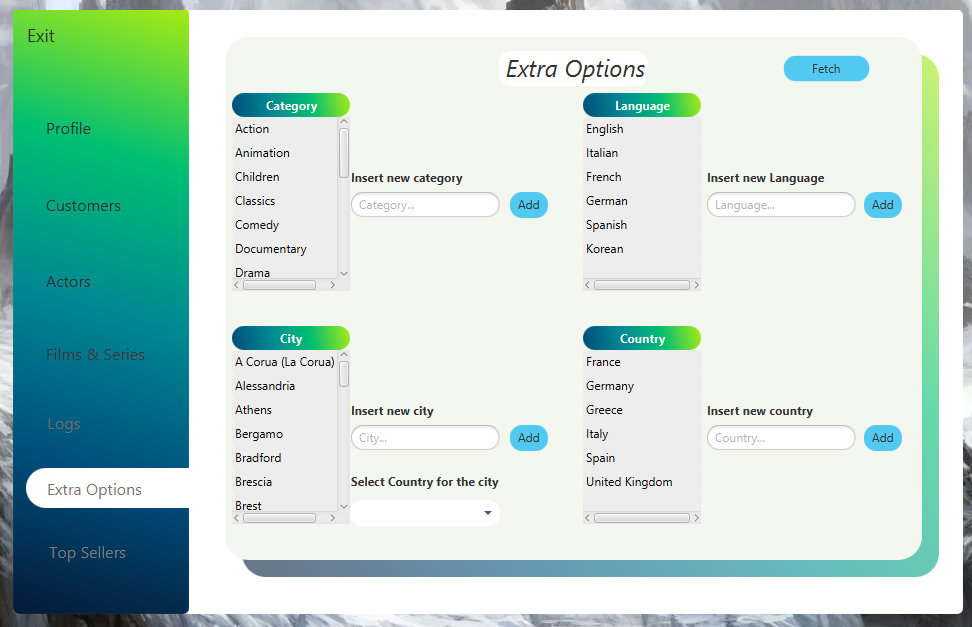 Exit
Profile
Customers
Actors
Films & Series
Logs
Extra Options
Top Sellers
Extra Options
Fetch
Category
Action
Animation
Children
Classics
Comedy
Documentary
Drama
Insert new category
Category...
Add
Language
English
Italian
French
German
Spanish
Korean
Insert new Language
Language...
Add
City
A Corua (La Corua)
Alessandria
Athens
Bergamo
Bradford
Brescia
Brest
Insert new city
City...
Add
Select Country for the city
Country
France
Germany
Greece
Italy
Spain
United Kingdom
Insert new country
Country...
Add